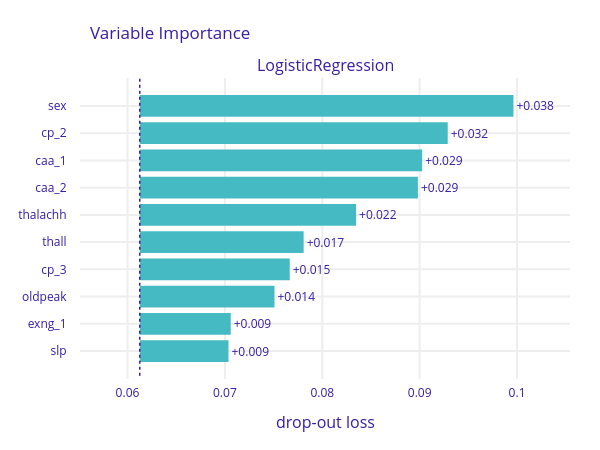 Variable Importance
LogisticRegression
sex +0.038
cp_2 +0.032
caa_1 +0.029
caa_2 +0.029
thalachh +0.022
thall +0.017
cp_3 +0.015
oldpeak +0.014
exng_1 +0.009
slp +0.009
0.06 0.07 0.08 0.09 0.1
drop-out loss